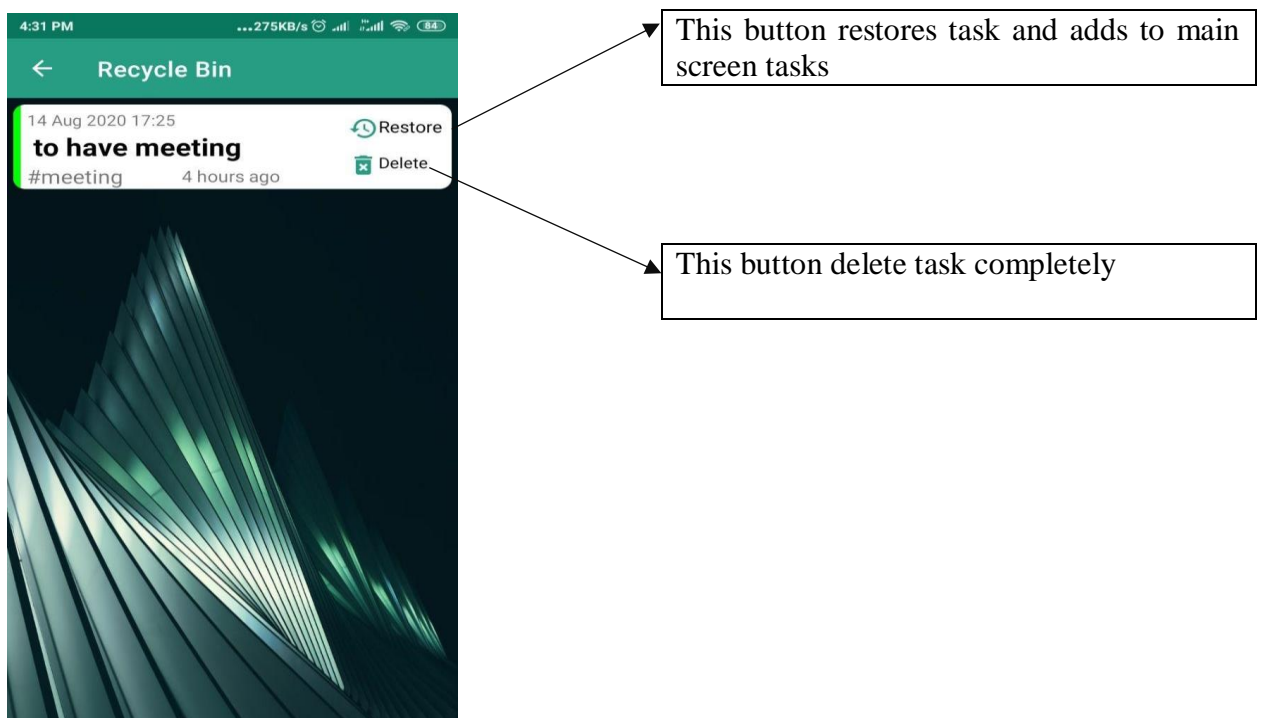 4:31 PM ...275KB/s 84
Recycle Bin
14 Aug 2020 17:25
to have meeting
#meeting 4 hours ago
Restore
Delete
This button restores task and adds to main
screen tasks
This button delete task completely